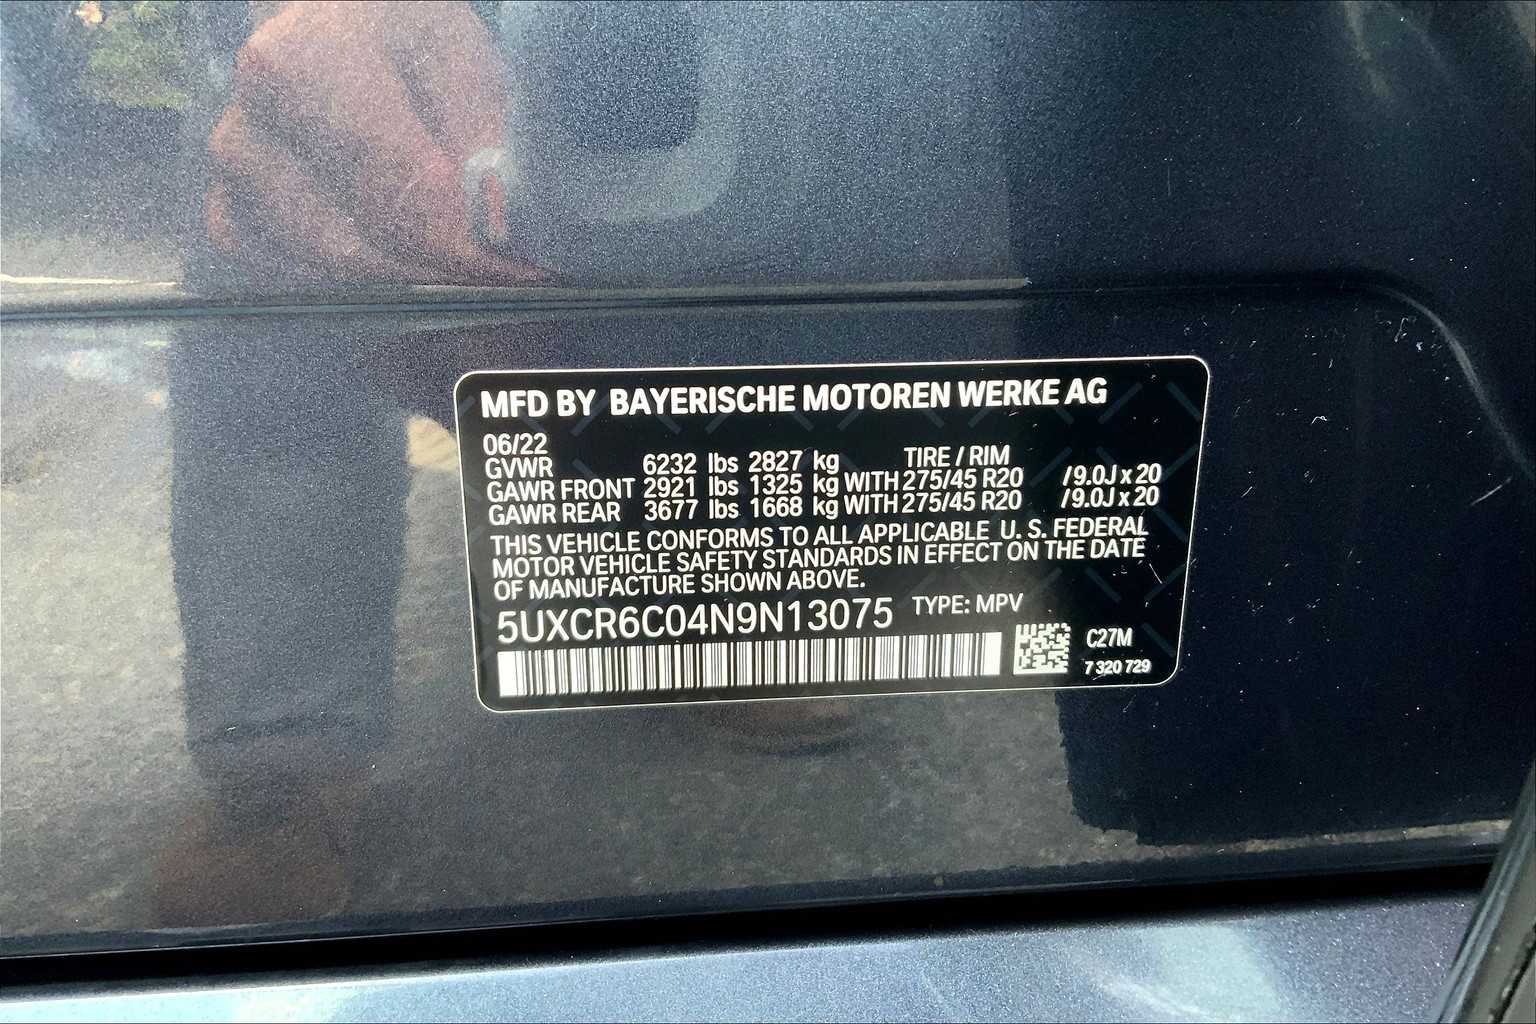 MFD BY BAYERISCHE MOTOREN WERKE AG
06/22
TIRE / RIM
GVWR 6232 lbs 2827 kg
GAWR FRONT 2921 lbs 1325 kg WITH 275/45 R20 /9.0J x 20
GAWR REAR 3677 lbs 1668 kg WITH 275/45 R20 /9.0J x 20
THIS VEHICLE CONFORMS TO ALL APPLICABLE U. S. FEDERAL
MOTOR VEHICLE SAFETY STANDARDS IN EFFECT ON THE DATE
OF MANUFACTURE SHOWN ABOVE.
5UXCR6C04N9N13075 TYPE: MPV
C27M
7 320 729